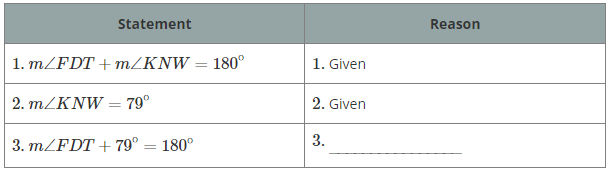 Statement Reason
1. m∠FDT + m∠KNW = 180° 1. Given
2. m∠KNW = 79° 2. Given
3. m∠FDT + 79° = 180° 3. ________________